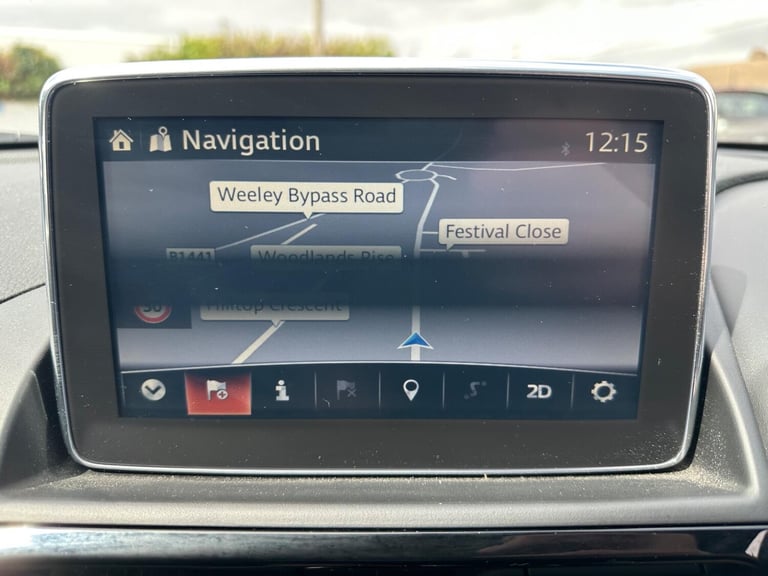 Navigation
12:15
Weeley Bypass Road
Festival Close
B1441
Woodlands Rise
Hilltop Crescent
30
2D